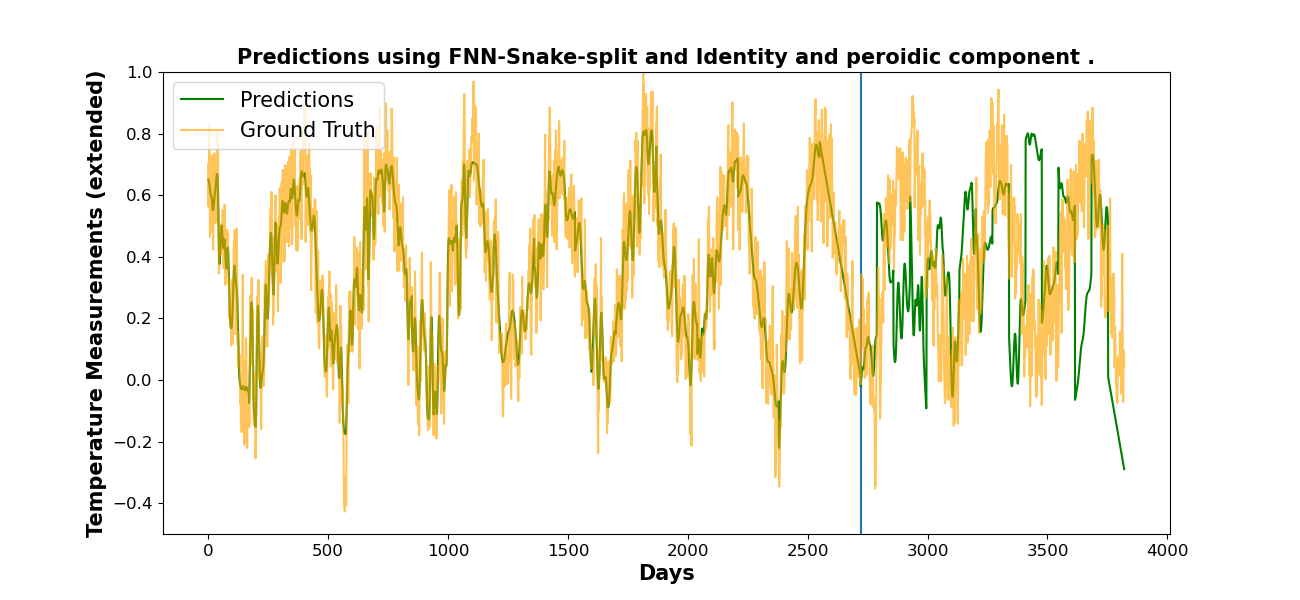 Predictions using FNN-Snake-split and Identity and peroidic component .
Temperature Measurements (extended)
1.0
0.8
0.6
0.4
0.2
0.0
−0.2
−0.4
Predictions
Ground Truth
0 500 1000 1500 2000 2500 3000 3500 4000
Days